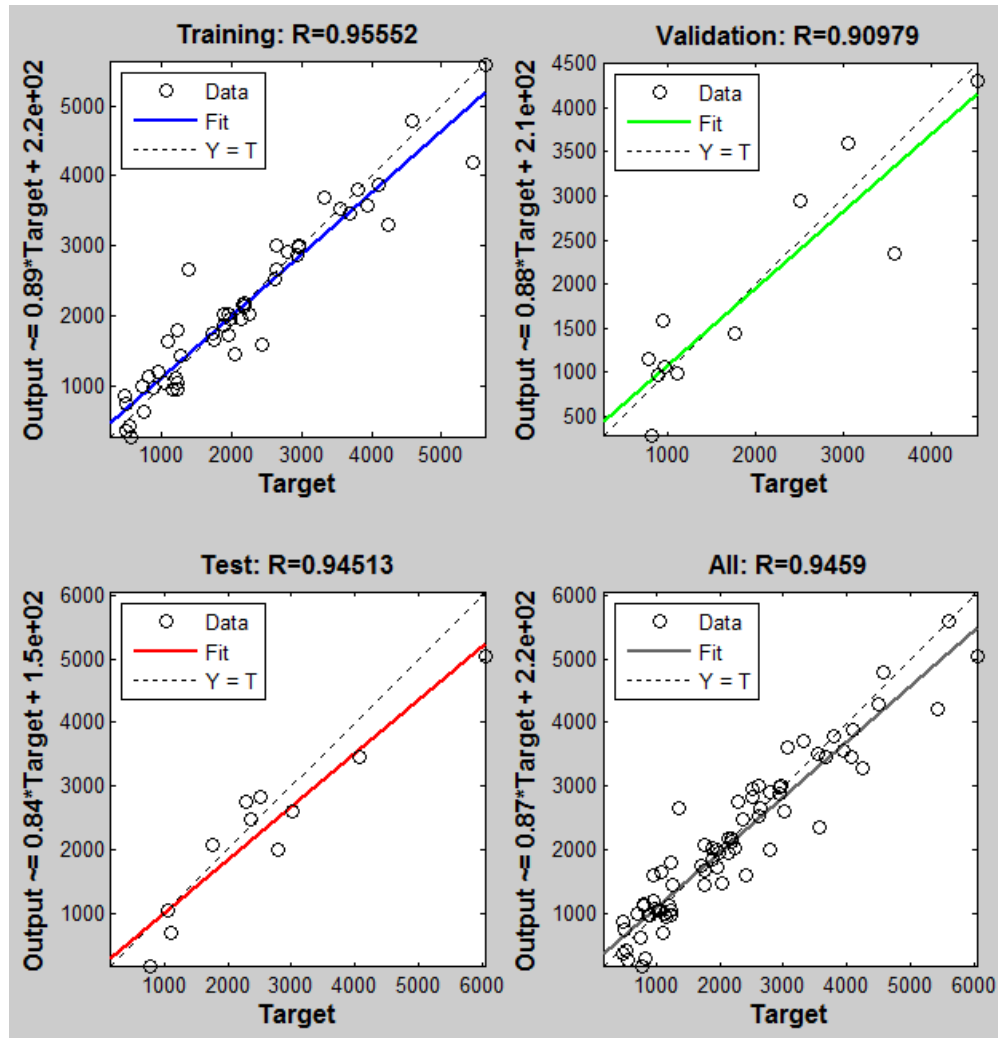 Training: R=0.95552
Output ~= 0.89*Target + 2.2e+02
Data
Fit
Y = T
5000
4000
3000
2000
1000
1000 2000 3000 4000 5000
Target
Validation: R=0.90979
Output ~= 0.88*Target + 2.1e+02
Data
Fit
Y = T
4500
4000
3500
3000
2500
2000
1500
1000
500
1000 2000 3000 4000
Target
Test: R=0.94513
Output ~= 0.84*Target + 1.5e+02
Data
Fit
Y = T
6000
5000
4000
3000
2000
1000
1000 2000 3000 4000 5000 6000
Target
All: R=0.9459
Output ~= 0.87*Target + 2.2e+02
Data
Fit
Y = T
6000
5000
4000
3000
2000
1000
1000 2000 3000 4000 5000 6000
Target